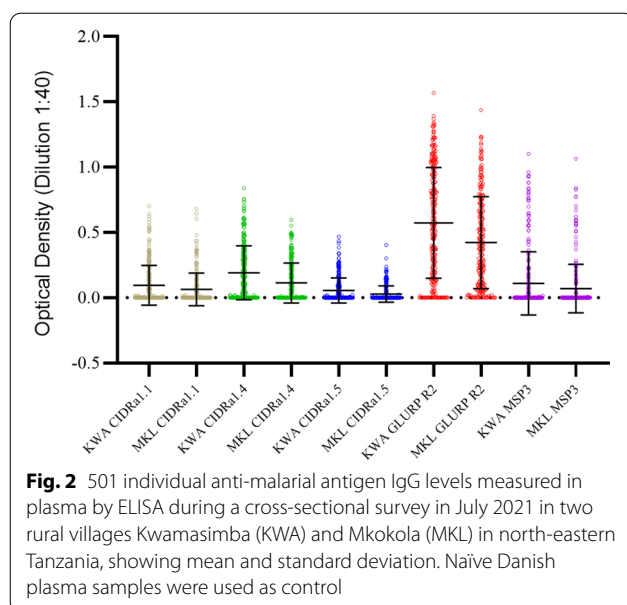 2.0
1.5
1.0
0.5
0.0
-0.5
Optical Density (Dilution 1:40)
KWA CIDRa1.1
MKL CIDRa1.1
KWA CIDRa1.4
MKL CIDRa1.4
KWA CIDRa1.5
MKL CIDRa1.5
KWA GLURP R2
MKL GLURP R2
KWA MSP3
MKL MSP3
Fig. 2 501 individual anti-malarial antigen IgG levels measured in
plasma by ELISA during a cross-sectional survey in July 2021 in two
rural villages Kwamasimba (KWA) and Mkokola (MKL) in north-eastern
Tanzania, showing mean and standard deviation. Naïve Danish
plasma samples were used as control